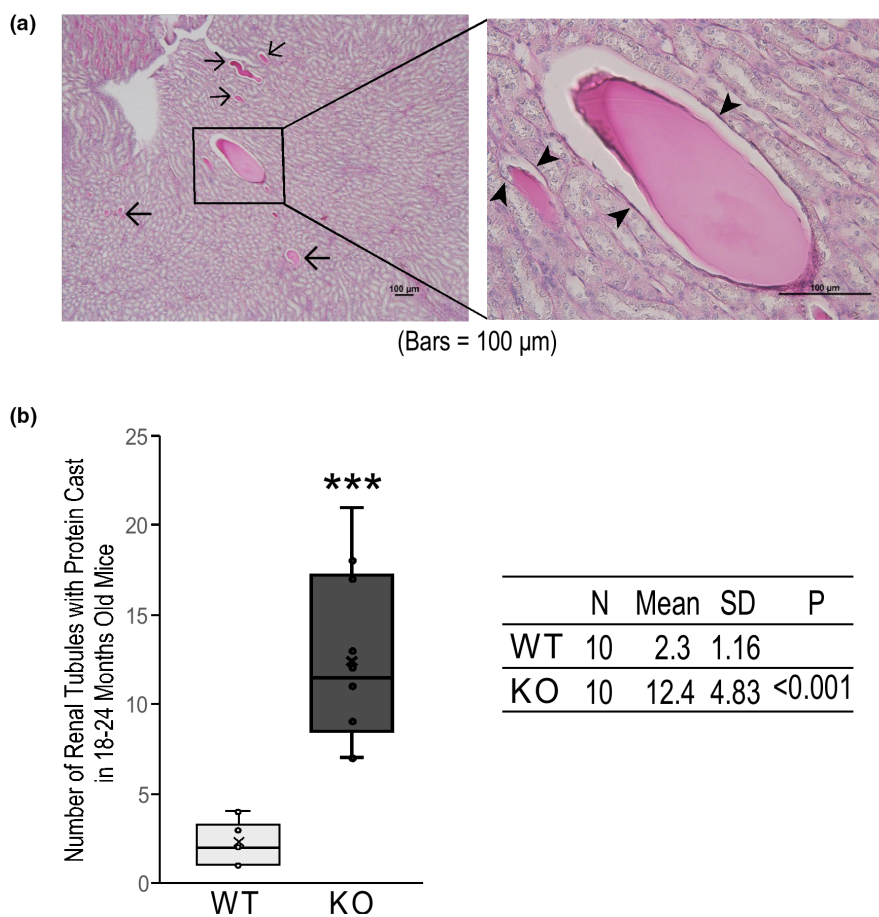 (a)
100 µm
100 µm
(Bars = 100 µm)
(b)
Number of Renal Tubules with Protein Cast
in 18-24 Months Old Mice
25
20
15
10
5
0
***
WT KO
N Mean SD P
WT 10 2.3 1.16
KO 10 12.4 4.83 <0.001